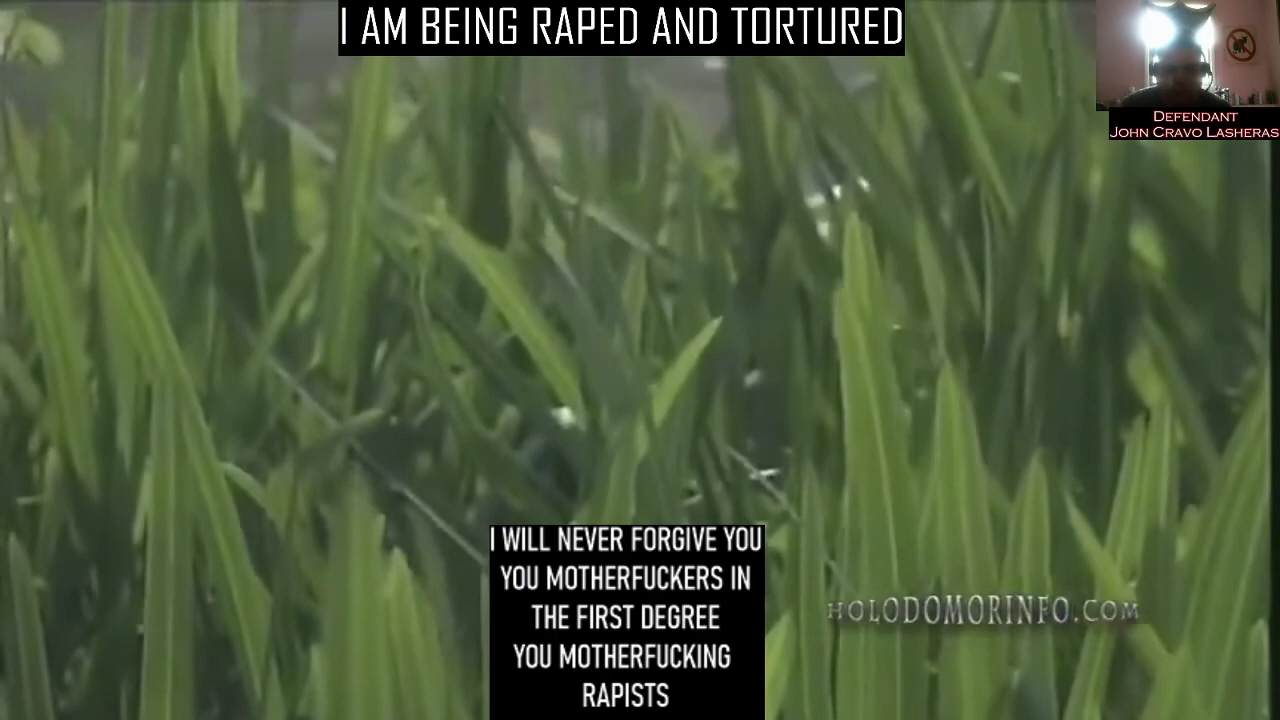 I AM BEING RAPED AND TORTURED
DEFENDANT
JOHN CRAVO LASHERAS
I WILL NEVER FORGIVE YOU
YOU MOTHERFUCKERS IN
THE FIRST DEGREE
YOU MOTHERFUCKING
RAPISTS
HOLODOMORINFO.COM